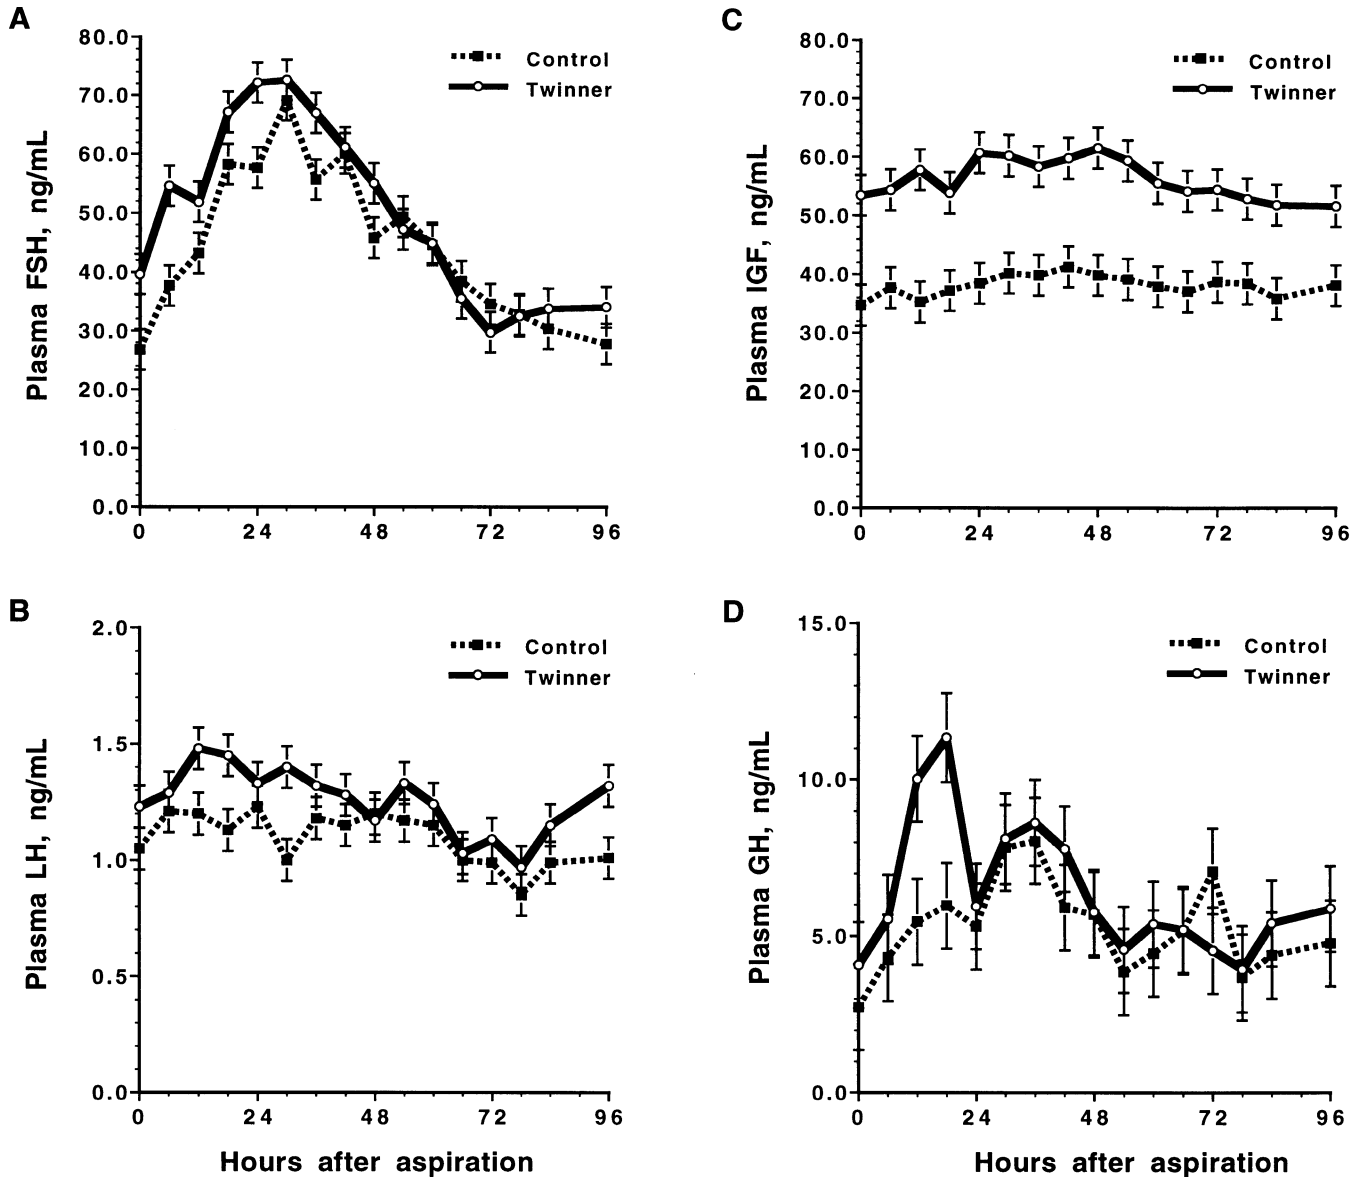 A
80.0
70.0
60.0
50.0
40.0
30.0
20.0
10.0
0.0
Plasma FSH, ng/mL
Control
Twinner
0 24 48 72 96
C
80.0
70.0
60.0
50.0
40.0
30.0
20.0
10.0
0.0
Plasma IGF, ng/mL
Control
Twinner
0 24 48 72 96
B
2.0
1.5
1.0
0.5
0.0
Plasma LH, ng/mL
Control
Twinner
0 24 48 72 96
Hours after aspiration
D
15.0
10.0
5.0
0.0
Plasma GH, ng/mL
Control
Twinner
0 24 48 72 96
Hours after aspiration